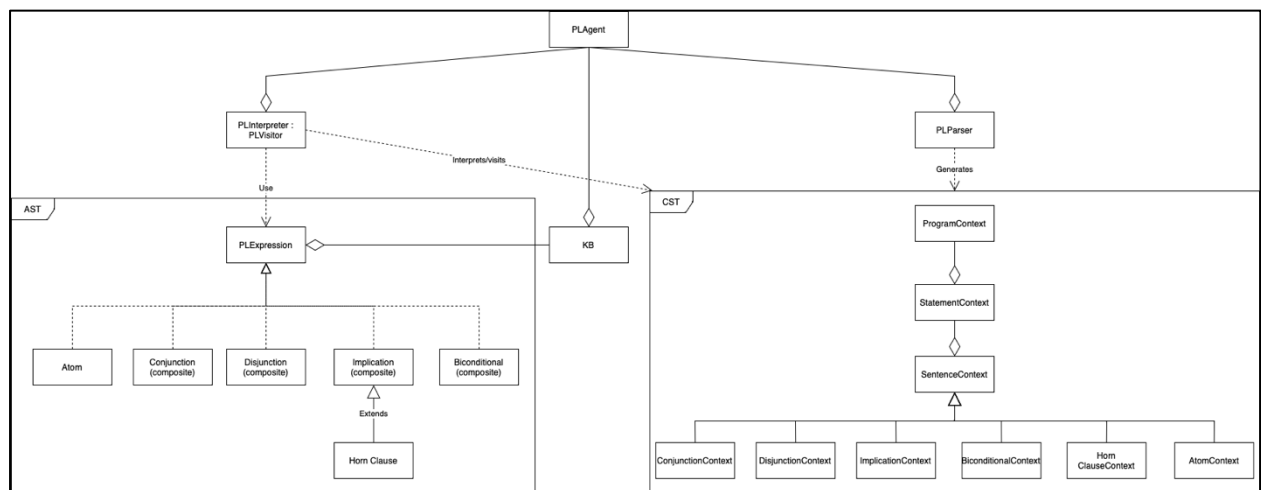 PLAgent
PLInterpreter :
PLVisitor
PLParser
Interprets/visits
Generates
Use
AST
CST
PLExpression
KB
ProgramContext
StatementContext
Atom
Conjunction
(composite)
Disjunction
(composite)
Implication
(composite)
Biconditional
(composite)
SentenceContext
Extends
Horn Clause
ConjunctionContext
DisjunctionContext
ImplicationContext
BiconditionalContext
Horn
ClauseContext
AtomContext